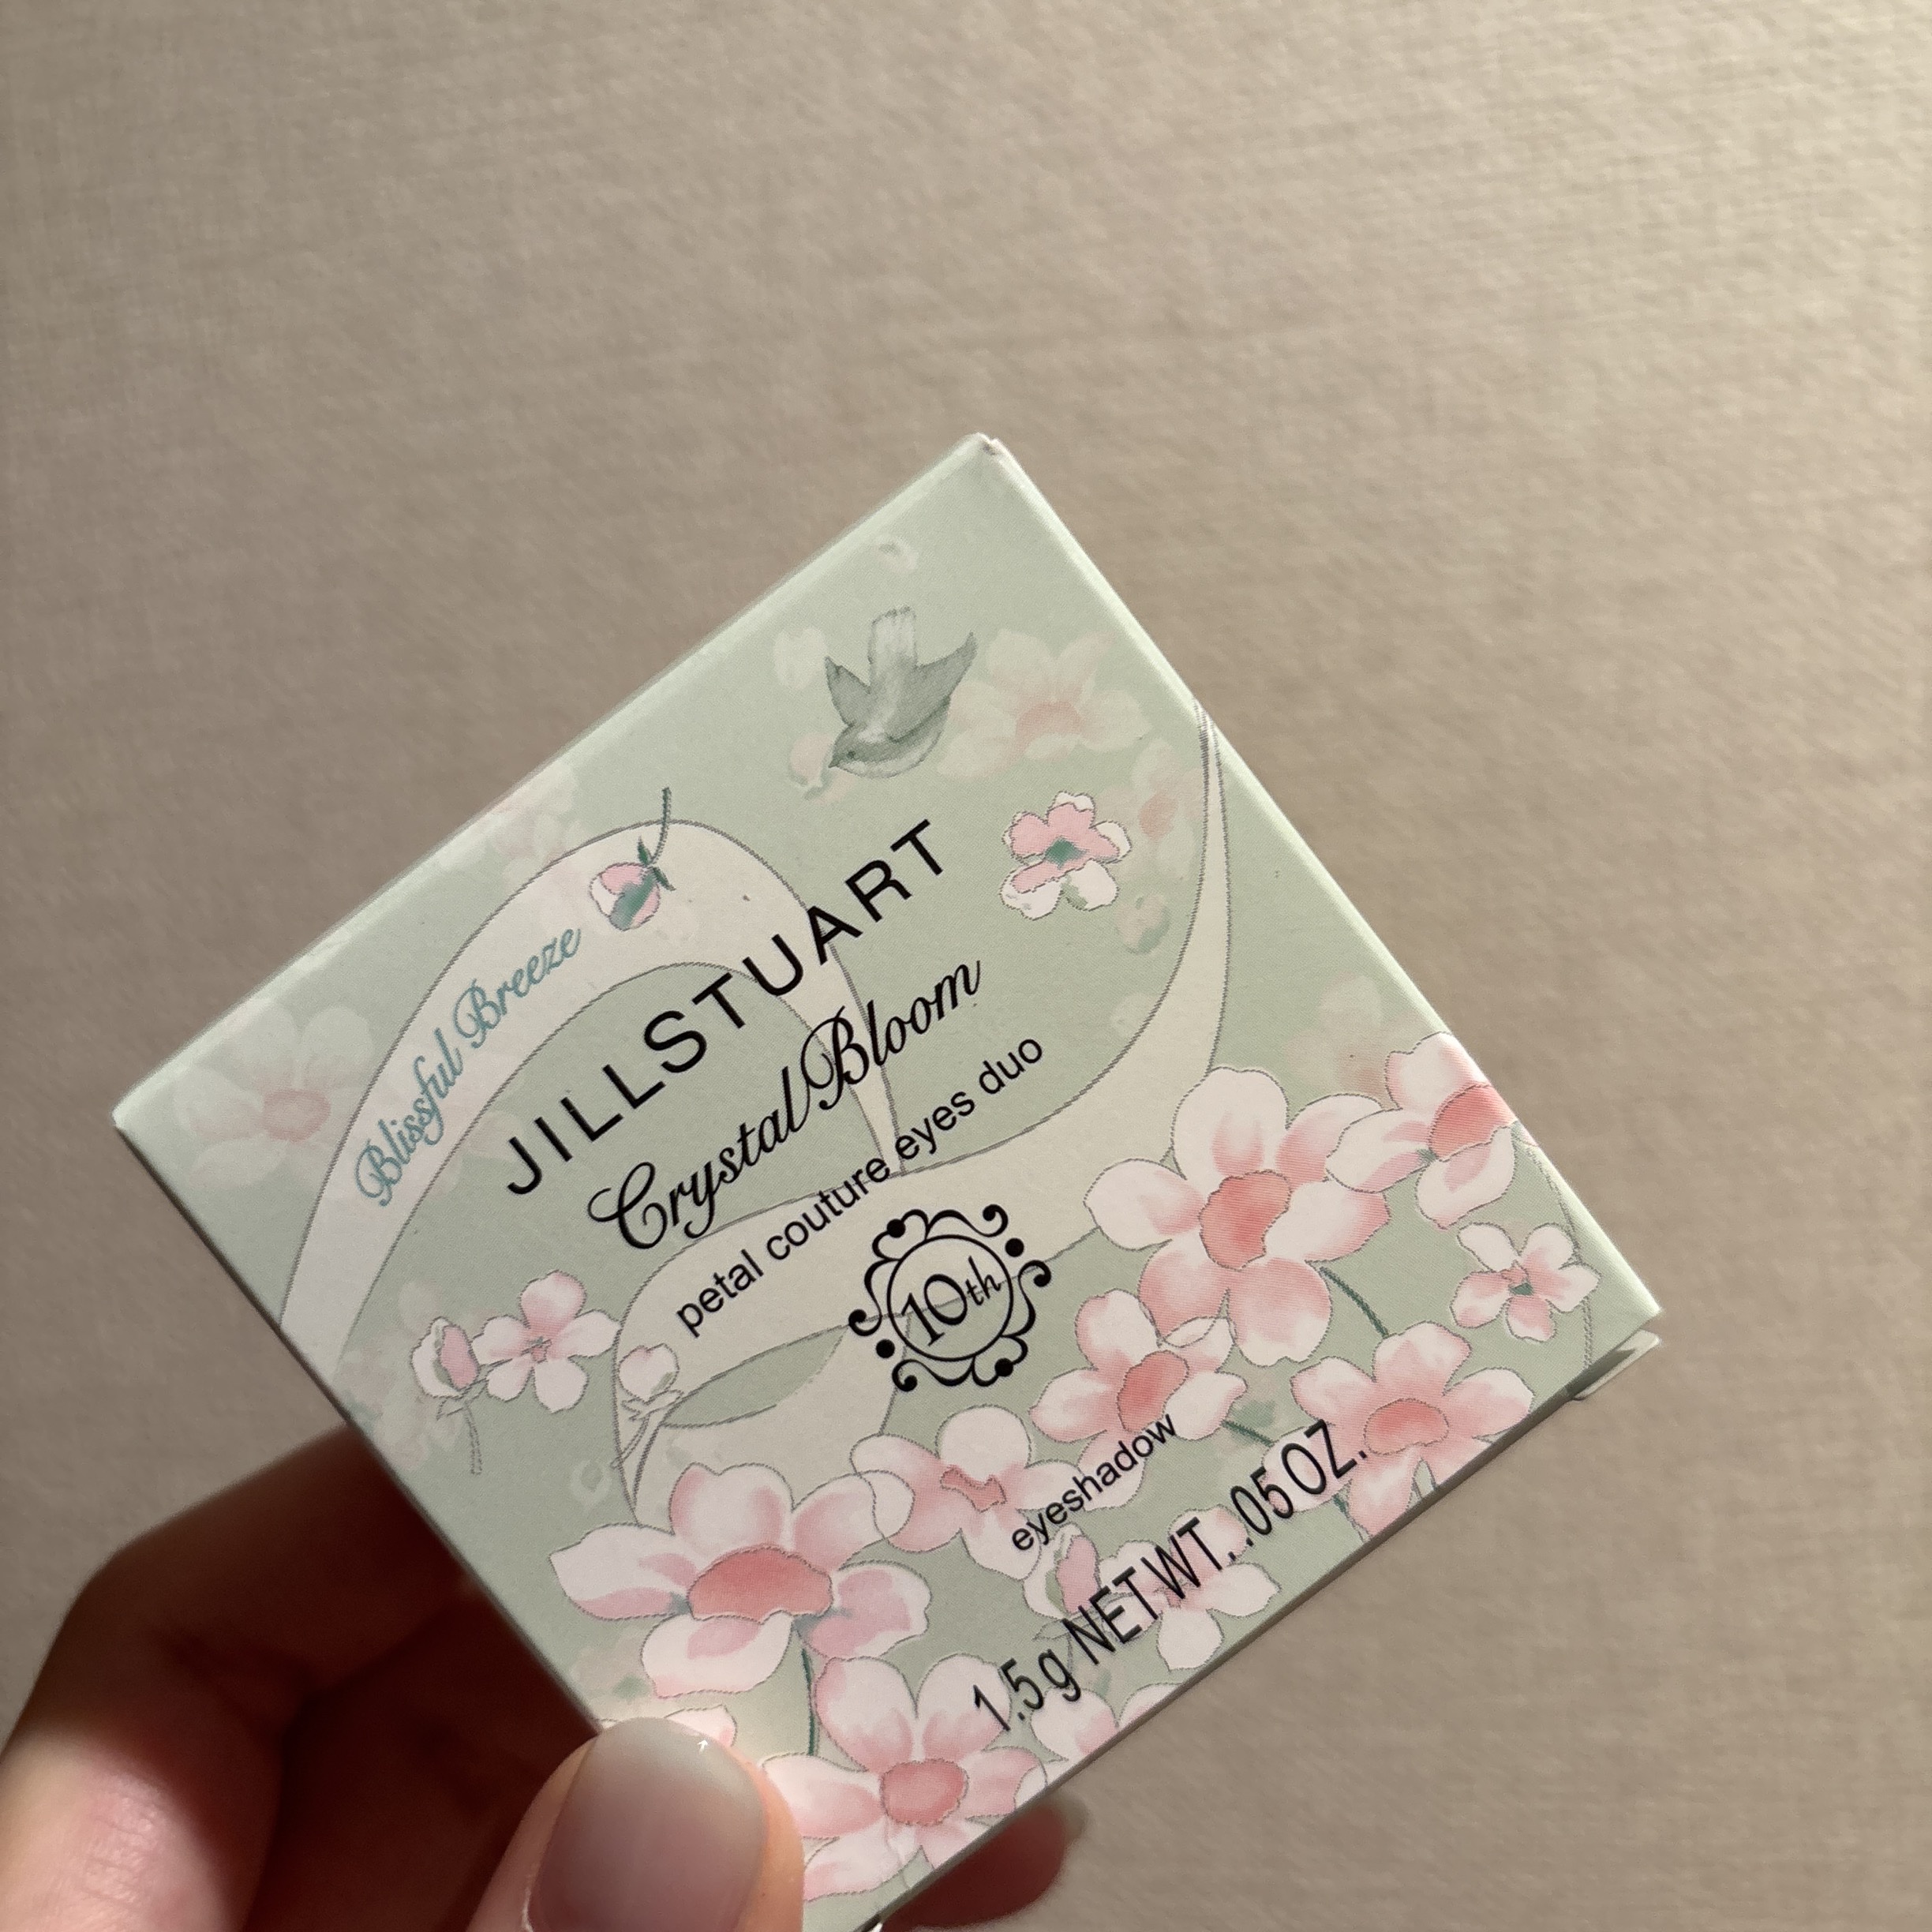 Blissful Breeze
JILLSTUART
Crystal Bloom
petal couture eyes duo
10th
eyeshadow
1.5g NET WT. .05 OZ.